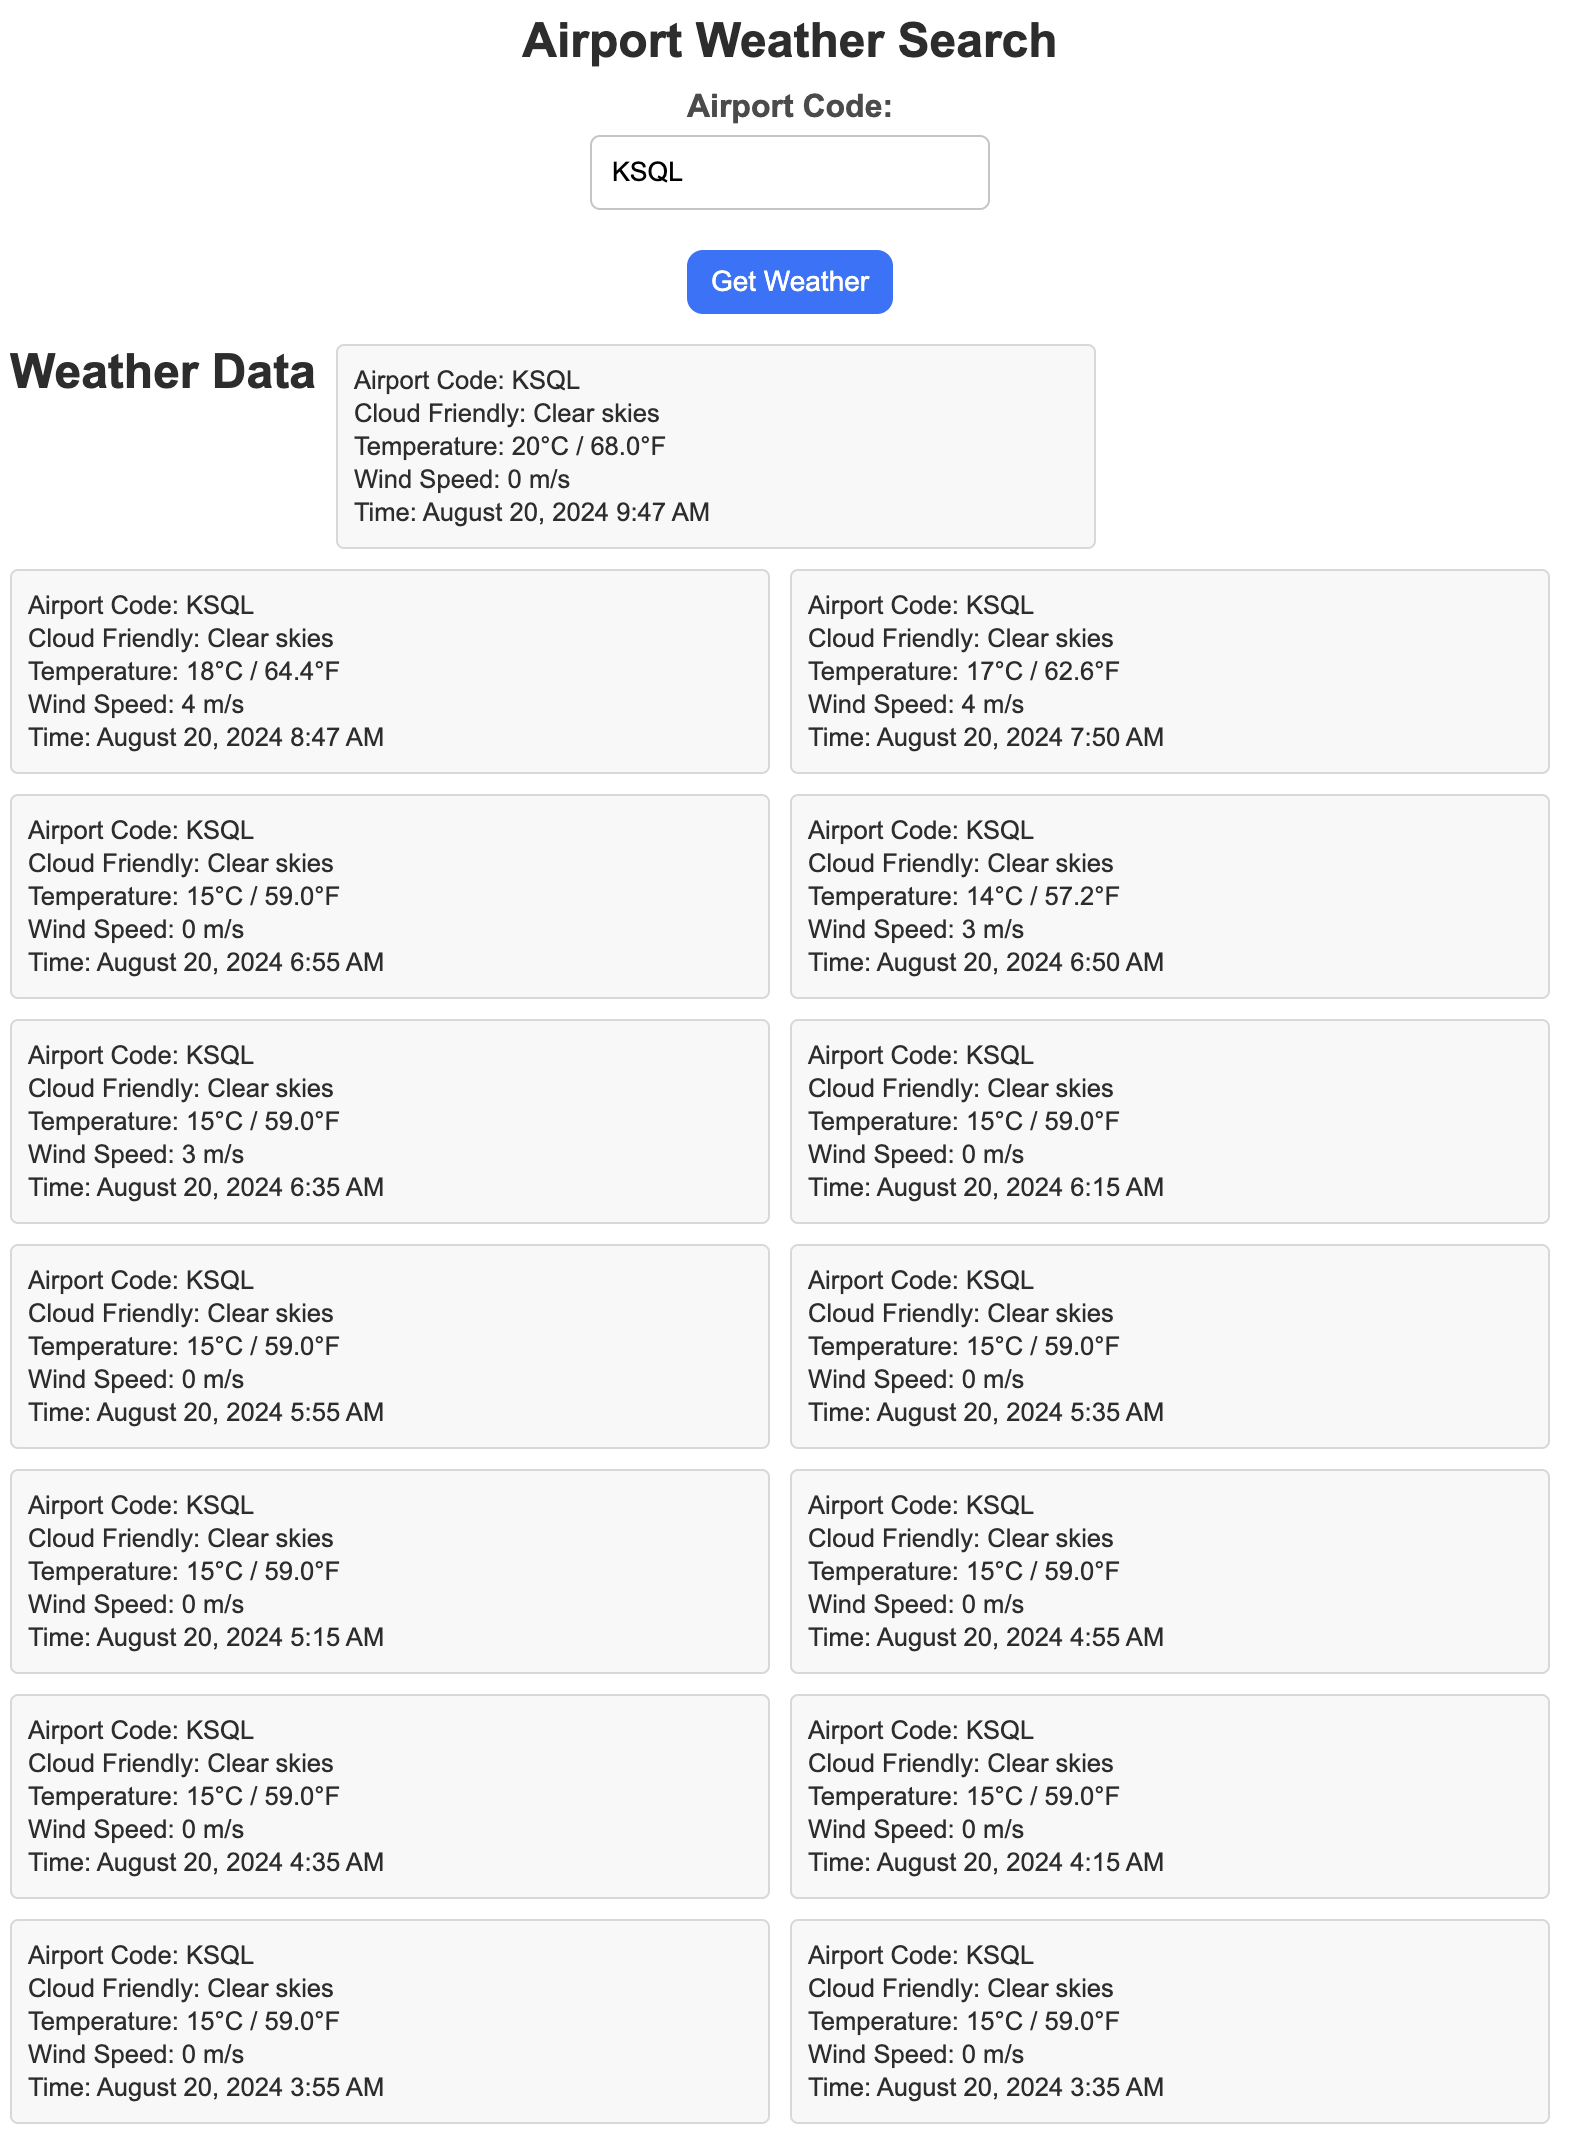 Airport Weather Search
Airport Code:
KSQL
Get Weather
Weather Data
Airport Code: KSQL
Cloud Friendly: Clear skies
Temperature: 20°C / 68.0°F
Wind Speed: 0 m/s
Time: August 20, 2024 9:47 AM
Airport Code: KSQL
Cloud Friendly: Clear skies
Temperature: 18°C / 64.4°F
Wind Speed: 4 m/s
Time: August 20, 2024 8:47 AM
Airport Code: KSQL
Cloud Friendly: Clear skies
Temperature: 17°C / 62.6°F
Wind Speed: 4 m/s
Time: August 20, 2024 7:50 AM
Airport Code: KSQL
Cloud Friendly: Clear skies
Temperature: 15°C / 59.0°F
Wind Speed: 0 m/s
Time: August 20, 2024 6:55 AM
Airport Code: KSQL
Cloud Friendly: Clear skies
Temperature: 14°C / 57.2°F
Wind Speed: 3 m/s
Time: August 20, 2024 6:50 AM
Airport Code: KSQL
Cloud Friendly: Clear skies
Temperature: 15°C / 59.0°F
Wind Speed: 3 m/s
Time: August 20, 2024 6:35 AM
Airport Code: KSQL
Cloud Friendly: Clear skies
Temperature: 15°C / 59.0°F
Wind Speed: 0 m/s
Time: August 20, 2024 6:15 AM
Airport Code: KSQL
Cloud Friendly: Clear skies
Temperature: 15°C / 59.0°F
Wind Speed: 0 m/s
Time: August 20, 2024 5:55 AM
Airport Code: KSQL
Cloud Friendly: Clear skies
Temperature: 15°C / 59.0°F
Wind Speed: 0 m/s
Time: August 20, 2024 5:35 AM
Airport Code: KSQL
Cloud Friendly: Clear skies
Temperature: 15°C / 59.0°F
Wind Speed: 0 m/s
Time: August 20, 2024 5:15 AM
Airport Code: KSQL
Cloud Friendly: Clear skies
Temperature: 15°C / 59.0°F
Wind Speed: 0 m/s
Time: August 20, 2024 4:55 AM
Airport Code: KSQL
Cloud Friendly: Clear skies
Temperature: 15°C / 59.0°F
Wind Speed: 0 m/s
Time: August 20, 2024 4:35 AM
Airport Code: KSQL
Cloud Friendly: Clear skies
Temperature: 15°C / 59.0°F
Wind Speed: 0 m/s
Time: August 20, 2024 4:15 AM
Airport Code: KSQL
Cloud Friendly: Clear skies
Temperature: 15°C / 59.0°F
Wind Speed: 0 m/s
Time: August 20, 2024 3:55 AM
Airport Code: KSQL
Cloud Friendly: Clear skies
Temperature: 15°C / 59.0°F
Wind Speed: 0 m/s
Time: August 20, 2024 3:35 AM